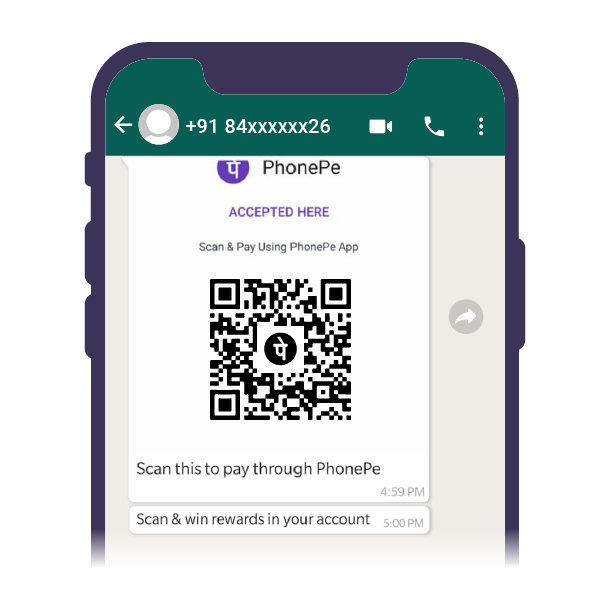 +91 84xxxxxx26
पे PhonePe
ACCEPTED HERE
Scan & Pay Using PhonePe App
पे
Scan this to pay through PhonePe
4:59 PM
Scan & win rewards in your account 5:00 PM